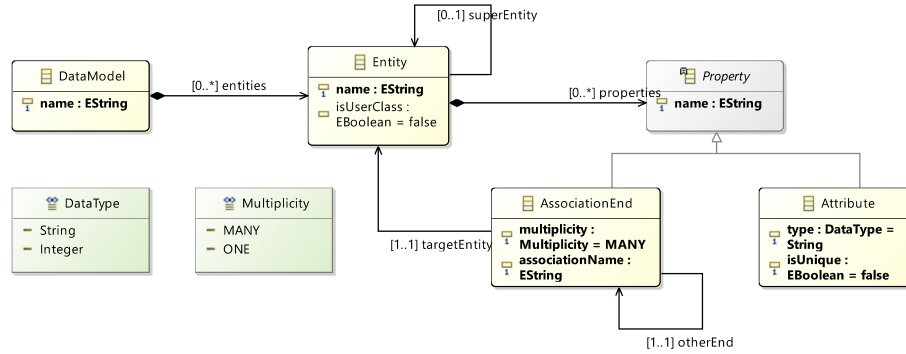 [0..1] superEntity
DataModel
name : EString
[0..*] entities
Entity
name : EString
isUserClass :
EBoolean = false
[0..*] properties
Property
name : EString
DataType
String
Integer
Multiplicity
MANY
ONE
[1..1] targetEntity
AssociationEnd
multiplicity :
Multiplicity = MANY
associationName :
EString
Attribute
type : DataType =
String
isUnique :
EBoolean = false
[1..1] otherEnd